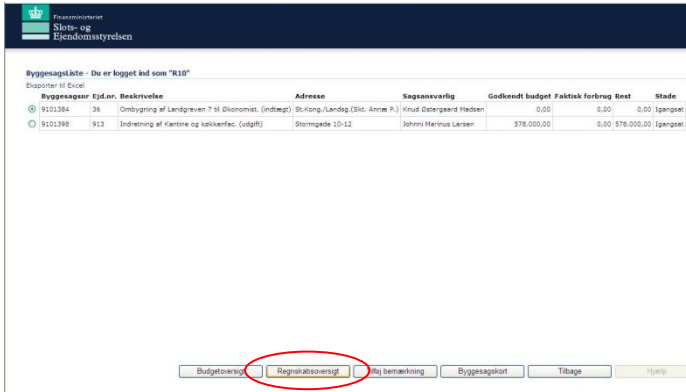 Finansministeriet
Slots- og
Ejendomsstyrelsen
ByggesagsListe - Du er logget ind som "R10"
Eksporter til Excel
Byggesagsnr Ejd.nr. Beskrivelse Adresse Sagsansvarlig Godkendt budget Faktisk forbrug Rest Stade
9101384 36 Ombygning af Landgreven 7 til Økonomist. (indtægt) St.Kong./Landsg.(Skt. Annæ P.) Knud Østergaard Madsen 0,00 0,00 0,00 Igangsat
9101398 913 Indretning af Kantine og køkkenfac. (udgift) Stormgade 10-12 Johnni Marinus Larsen 578.000,00 0,00 578.000,00 Igangsat
Budgetoversigt Regnskabsoversigt Tilføj bemærkning Byggesagskort Tilbage Hjælp